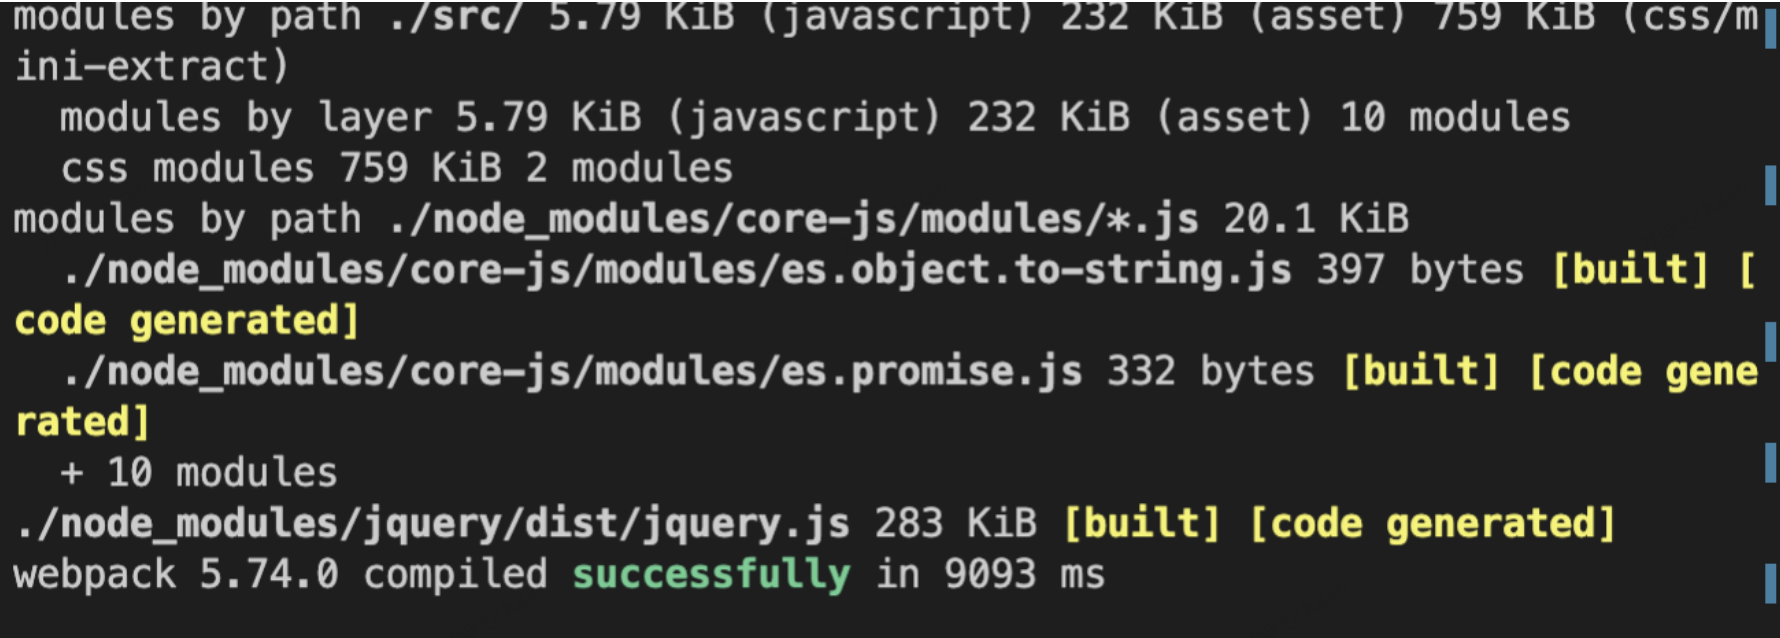 modules by path ./src/ 5.79 KiB (javascript) 232 KiB (asset) 759 KiB (css/m
ini-extract)
  modules by layer 5.79 KiB (javascript) 232 KiB (asset) 10 modules
  css modules 759 KiB 2 modules
modules by path ./node_modules/core-js/modules/*.js 20.1 KiB
  ./node_modules/core-js/modules/es.object.to-string.js 397 bytes [built] [
code generated]
  ./node_modules/core-js/modules/es.promise.js 332 bytes [built] [code gene
rated]
  + 10 modules
./node_modules/jquery/dist/jquery.js 283 KiB [built] [code generated]
webpack 5.74.0 compiled successfully in 9093 ms